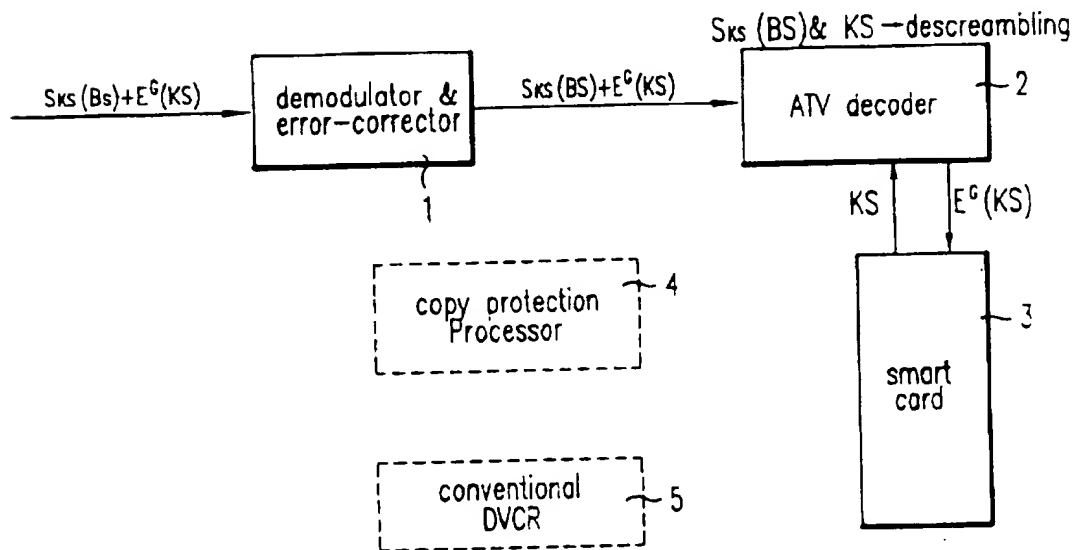 SKS(BS)& KS→descreambling
SKS(Bs)+E^G(KS)
demodulator &
error-corrector
1
SKS(BS)+E^G(KS)
ATV decoder
2
KS
E^G(KS)
copy protection
Processor
4
smart
card
3
conventional
DVCR
5